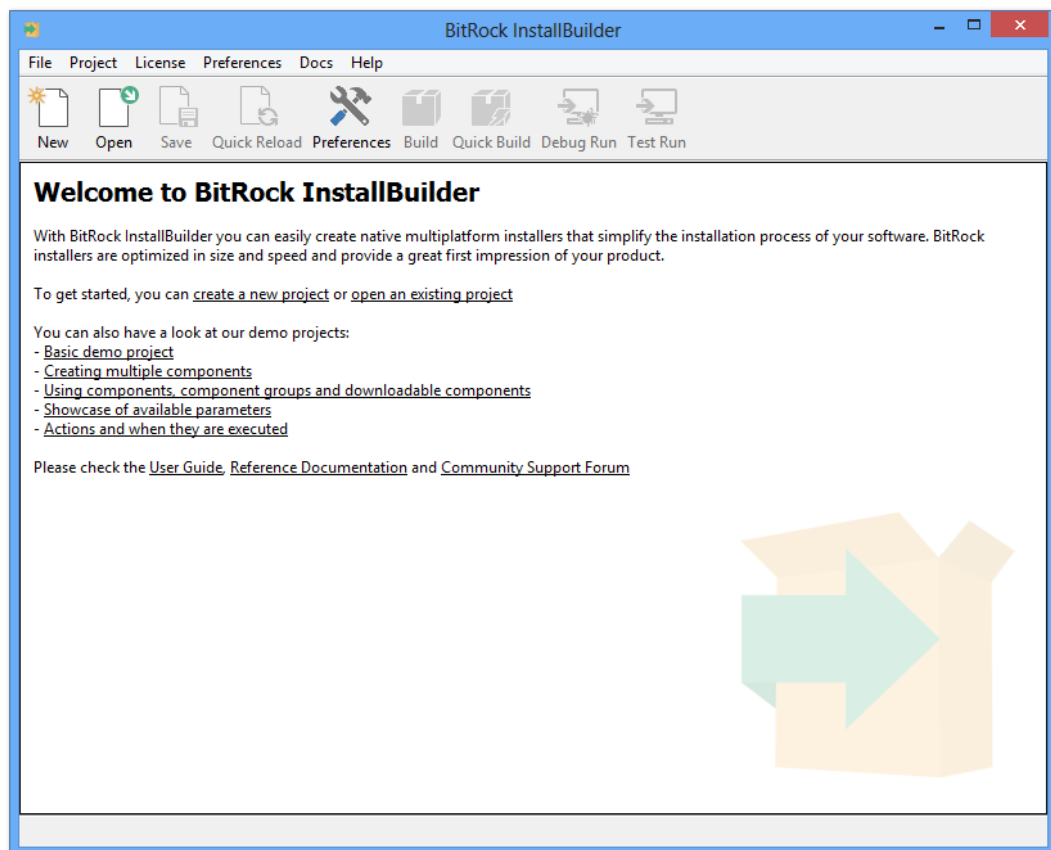 BitRock InstallBuilder
File Project License Preferences Docs Help
New Open Save Quick Reload Preferences Build Quick Build Debug Run Test Run
Welcome to BitRock InstallBuilder
With BitRock InstallBuilder you can easily create native multiplatform installers that simplify the installation process of your software. BitRock
installers are optimized in size and speed and provide a great first impression of your product.
To get started, you can create a new project or open an existing project
You can also have a look at our demo projects:
- Basic demo project
- Creating multiple components
- Using components, component groups and downloadable components
- Showcase of available parameters
- Actions and when they are executed
Please check the User Guide, Reference Documentation and Community Support Forum